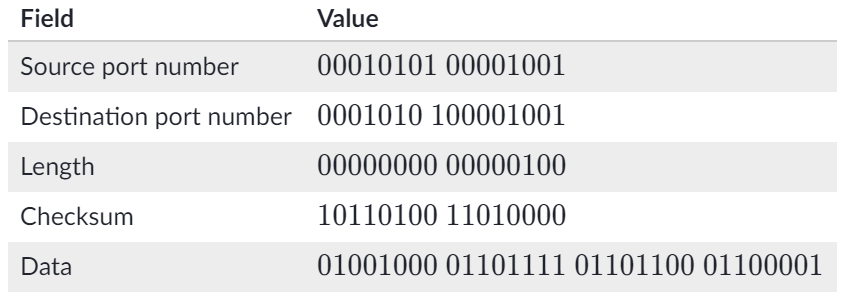 Field Value
Source port number 00010101 00001001
Destination port number 0001010 100001001
Length 00000000 00000100
Checksum 10110100 11010000
Data 01001000 01101111 01101100 01100001